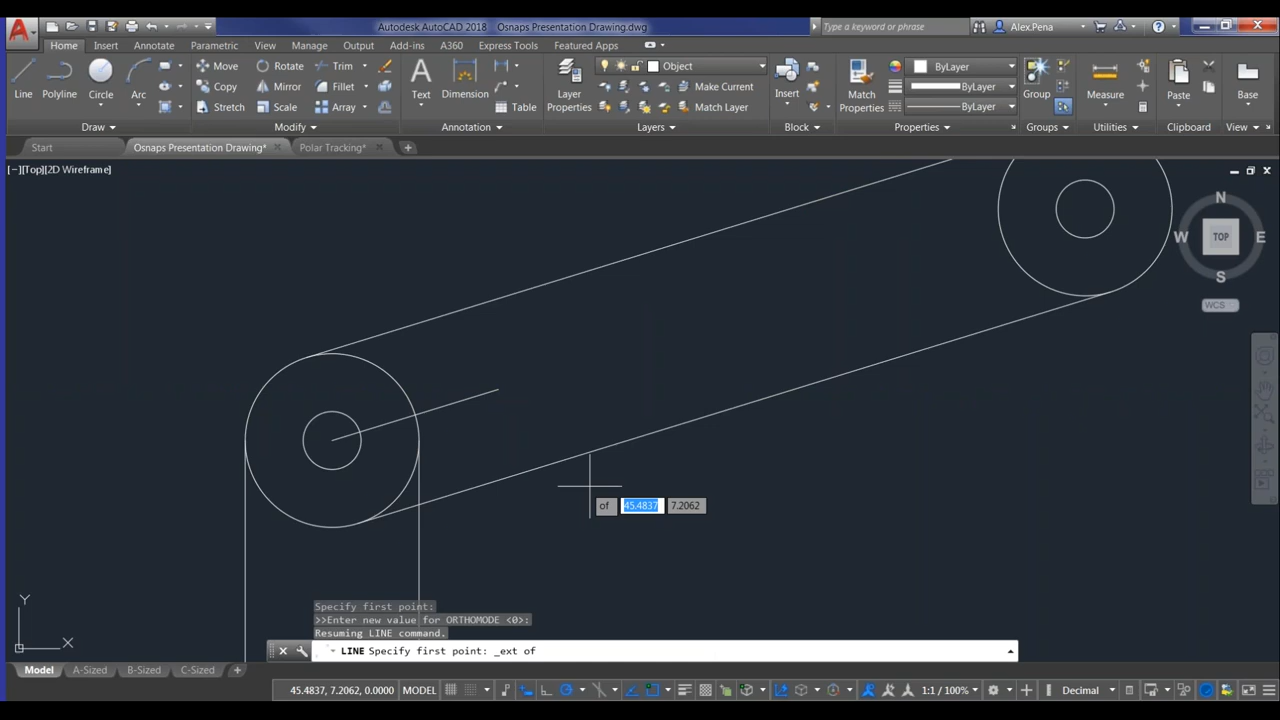 Autodesk AutoCAD 2018 Osnaps Presentation Drawing.dwg
Type a keyword or phrase
Alex.Pena
Home Insert Annotate Parametric View Manage Output Add-ins A360 Express Tools Featured Apps
Line Polyline Circle Arc
Move Rotate Trim
Copy Mirror Fillet
Stretch Scale Array
Text Dimension Table
Layer Properties
Object
Make Current
Match Layer
Insert
Match Properties
ByLayer
ByLayer
ByLayer
Group Measure Paste Base
Draw Modify Annotation Layers Block Properties Groups Utilities Clipboard View
Start Osnaps Presentation Drawing* Polar Tracking*
[−][Top][2D Wireframe]
N
W TOP E
S
WCS
of 45.4837 7.2062
Y
X
Specify first point:
>>Enter new value for ORTHOMODE <0>:
Resuming LINE command.
LINE Specify first point: _ext of
Model A-Sized B-Sized C-Sized
45.4837, 7.2062, 0.0000 MODEL 1:1 / 100% Decimal